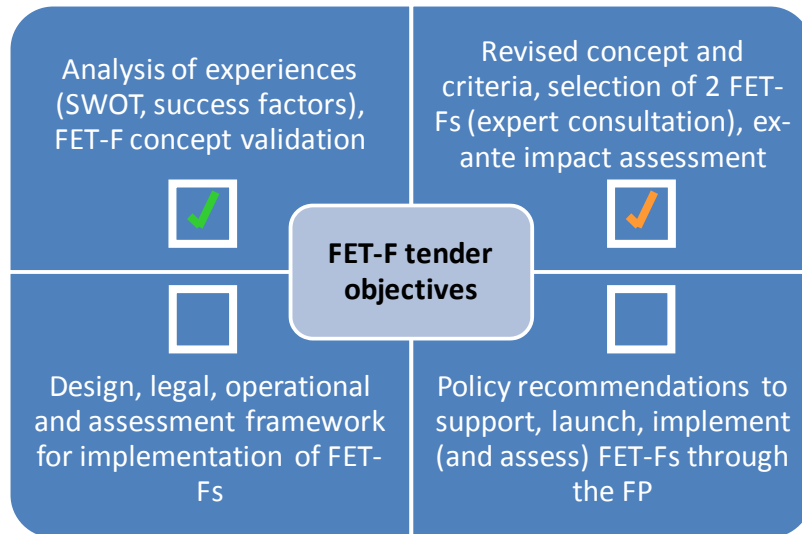 Analysis of experiences
(SWOT, success factors),
FET-F concept validation
Revised concept and
criteria, selection of 2 FET-
Fs (expert consultation), ex-
ante impact assessment
FET-F tender
objectives
Design, legal, operational
and assessment framework
for implementation of FET-
Fs
Policy recommendations to
support, launch, implement
(and assess) FET-Fs through
the FP